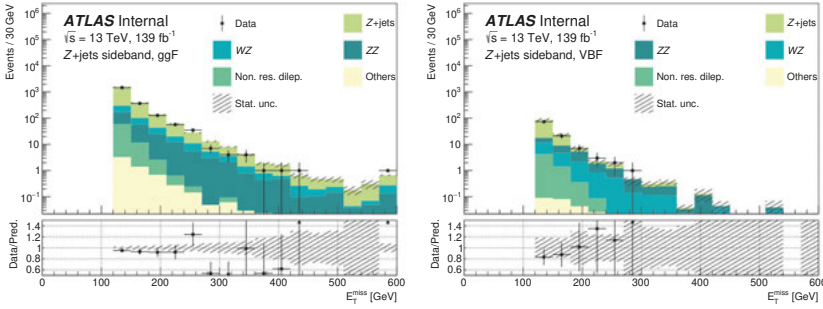 Events / 30 GeV
10⁶
10⁵
10⁴
10³
10²
10
1
10⁻¹
ATLAS Internal
√s = 13 TeV, 139 fb⁻¹
Z+jets sideband, ggF
Data
Z+jets
WZ
ZZ
Non. res. dilep.
Others
Stat. unc.
Data/Pred.
1.4
1.2
1
0.8
0.6
0 100 200 300 400 500 600
E_T^miss [GeV]
Events / 30 GeV
10⁶
10⁵
10⁴
10³
10²
10
1
10⁻¹
ATLAS Internal
√s = 13 TeV, 139 fb⁻¹
Z+jets sideband, VBF
Data
Z+jets
ZZ
WZ
Non. res. dilep.
Others
Stat. unc.
Data/Pred.
1.4
1.2
1
0.8
0.6
0 100 200 300 400 500 600
E_T^miss [GeV]